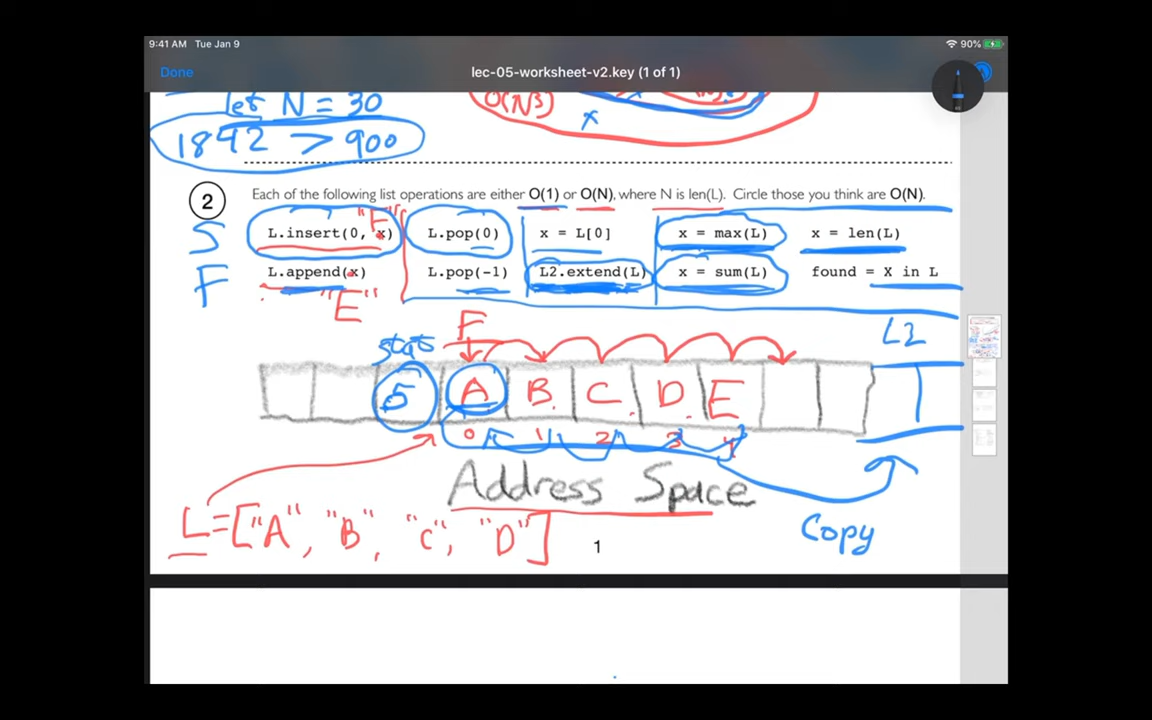 9:41 AM Tue Jan 9
90%
Done
lec-05-worksheet-v2.key (1 of 1)
let N = 30
O(N3)
1892 > 900
x
2
Each of the following list operations are either O(1) or O(N), where N is len(L). Circle those you think are O(N).
S
L.insert(0, x)
"F"
L.pop(0)
x = L[0]
x = max(L)
x = len(L)
F
L.append(x)
L.pop(-1)
L2.extend(L)
x = sum(L)
found = X in L
"E"
F
L2
5
A B C D E
0 1 2 3 4
Address Space
L=["A", "B", "C", "D"]
1
Copy